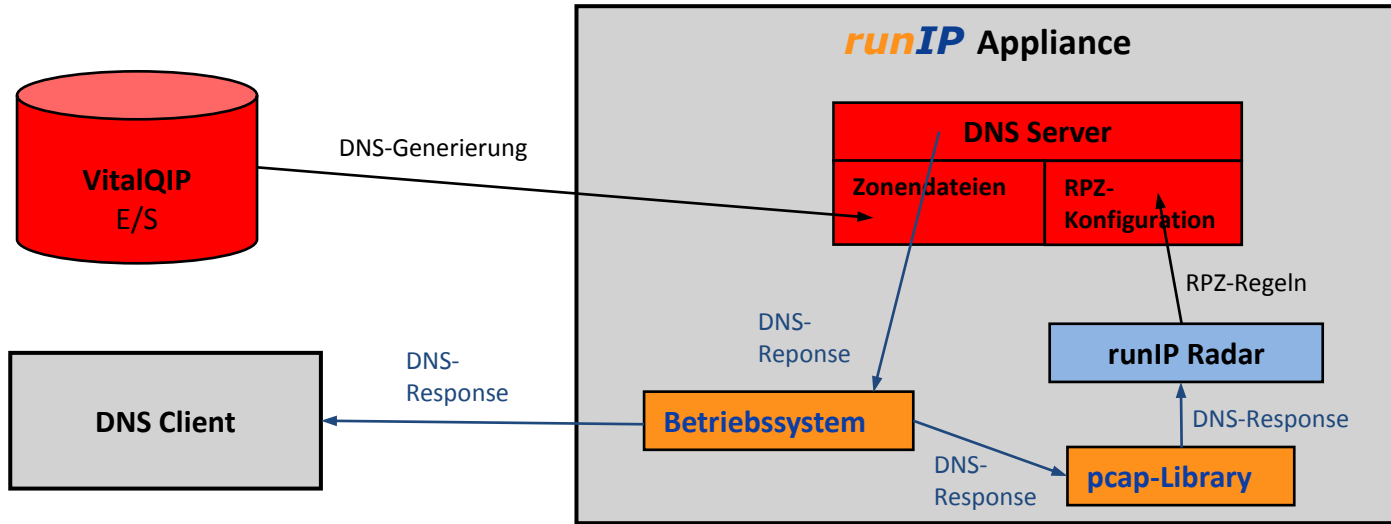 runIP Appliance
VitalQIP
E/S
DNS-Generierung
DNS Server
Zonendateien
RPZ-
Konfiguration
RPZ-Regeln
DNS-
Reponse
runIP Radar
DNS-
Response
DNS Client
Betriebssystem
DNS-Response
DNS-
Response
pcap-Library